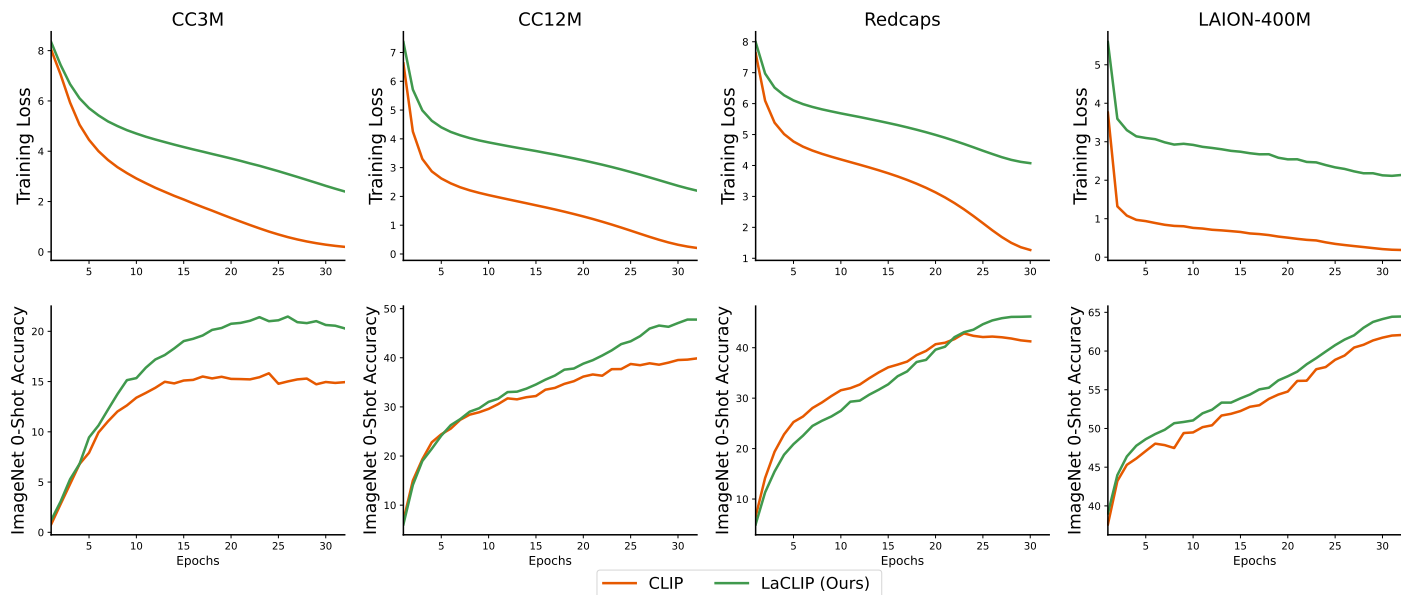 CC3M
CC12M
Redcaps
LAION-400M
Training Loss
8
6
4
2
0
5 10 15 20 25 30
Training Loss
7
6
5
4
3
2
1
0
5 10 15 20 25 30
Training Loss
8
7
6
5
4
3
2
1
5 10 15 20 25 30
Training Loss
5
4
3
2
1
0
5 10 15 20 25 30
ImageNet 0-Shot Accuracy
20
15
10
5
0
5 10 15 20 25 30
Epochs
ImageNet 0-Shot Accuracy
50
40
30
20
10
5 10 15 20 25 30
Epochs
ImageNet 0-Shot Accuracy
40
30
20
10
5 10 15 20 25 30
Epochs
ImageNet 0-Shot Accuracy
65
60
55
50
45
40
5 10 15 20 25 30
Epochs
CLIP
LaCLIP (Ours)